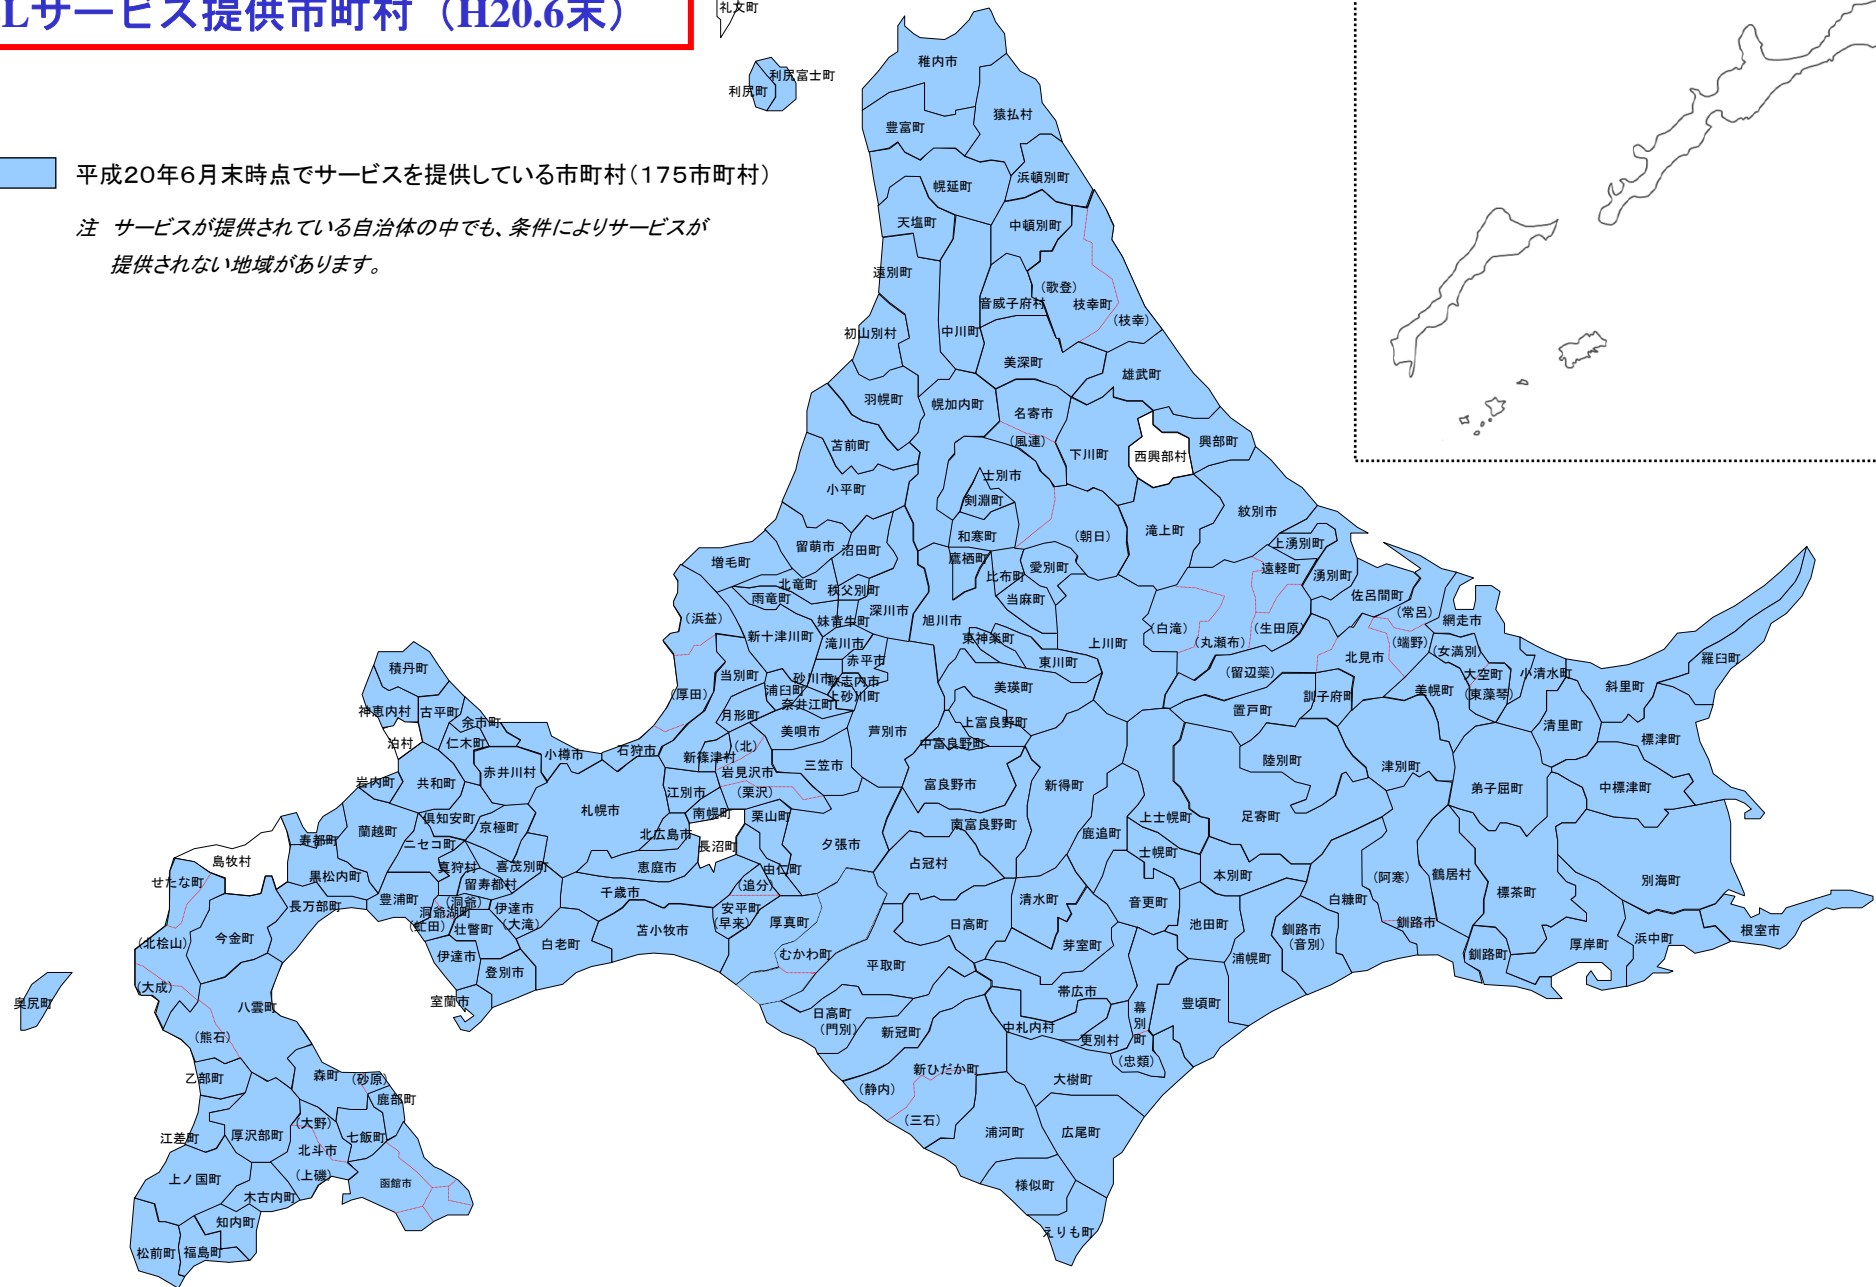 Lサービス提供市町村（H20.6末）
礼文町
利尻富士町
利尻町
平成20年6月末時点でサービスを提供している市町村（175市町村）
注 サービスが提供されている自治体の中でも、条件によりサービスが
提供されない地域があります。
稚内市
猿払村
豊富町
浜頓別町
幌延町
中頓別町
天塩町
遠別町
（歌登）
音威子府村
枝幸町
（枝幸）
初山別村
中川町
美深町
雄武町
羽幌町
幌加内町
名寄市
（風連）
興部町
苫前町
下川町
西興部村
士別市
小平町
剣淵町
紋別市
滝上町
和寒町
（朝日）
上湧別町
留萌市
沼田町
鷹栖町
増毛町
愛別町
遠軽町
比布町
湧別町
北竜町
秩父別町
佐呂間町
雨竜町
当麻町
深川市
（常呂）
（浜益）
妹背牛町
旭川市
網走市
（白滝）
（生田原）
新十津川町
滝川市
東神楽町
上川町
（丸瀬布）
（端野）
（女満別）
赤平市
東川町
北見市
羅臼町
積丹町
（留辺蘂）
当別町
砂川市
歌志内市
大空町
小清水町
（厚田）
浦臼町
美瑛町
美幌町
（東藻琴）
斜里町
奈井江町
上砂川町
訓子府町
神恵内村
古平町
置戸町
月形町
余市町
上富良野町
清里町
美唄市
芦別市
泊村
仁木町
中富良野町
標津町
（北）
石狩市
小樽市
新篠津村
陸別町
三笠市
津別町
赤井川村
岩見沢市
岩内町
共和町
富良野市
新得町
弟子屈町
中標津町
（栗沢）
江別市
札幌市
南幌町
栗山町
上士幌町
足寄町
倶知安町
京極町
南富良野町
蘭越町
北広島市
鹿追町
寿都町
ニセコ町
長沼町
夕張市
士幌町
島牧村
占冠村
真狩村
喜茂別町
恵庭市
由仁町
鶴居村
本別町
（阿寒）
せたな町
黒松内町
留寿都村
（追分）
別海町
千歳市
標茶町
豊浦町
（洞爺）
清水町
白糠町
長万部町
洞爺湖町
伊達市
安平町
音更町
（虻田）
（大滝）
（早来）
厚真町
日高町
池田町
釧路市
壮瞥町
苫小牧市
釧路市
（音別）
根室市
今金町
（北桧山）
白老町
芽室町
浜中町
厚岸町
伊達市
むかわ町
浦幌町
釧路町
平取町
登別市
（大成）
帯広市
奥尻町
室蘭市
豊頃町
八雲町
日高町
（門別）
幕別町
中札内村
新冠町
（熊石）
更別村
（忠類）
新ひだか町
乙部町
森町
（砂原）
大樹町
（静内）
鹿部町
（三石）
（大野）
江差町
厚沢部町
七飯町
浦河町
広尾町
北斗市
上ノ国町
（上磯）
函館市
様似町
木古内町
知内町
えりも町
松前町
福島町